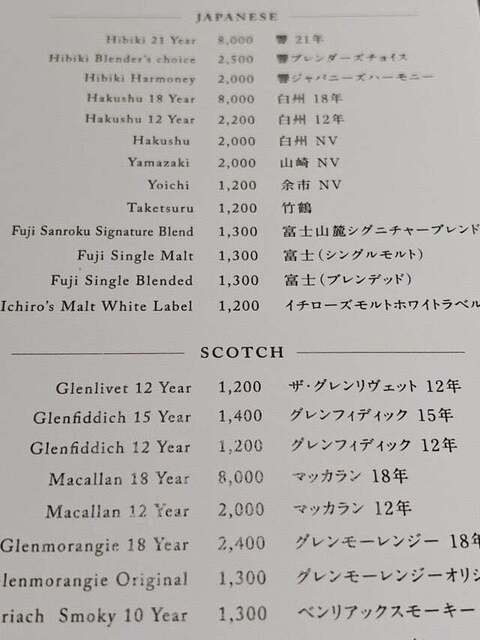 JAPANESE
Hibiki 21 Year 8,000 響 21年
Hibiki Blender's choice 2,500 響ブレンダーズチョイス
Hibiki Harmoney 2,000 響ジャパニーズハーモニー
Hakushu 18 Year 8,000 白州 18年
Hakushu 12 Year 2,200 白州 12年
Hakushu 2,000 白州 NV
Yamazaki 2,000 山崎 NV
Yoichi 1,200 余市 NV
Taketsuru 1,200 竹鶴
Fuji Sanroku Signature Blend 1,300 富士山麓シグニチャーブレンド
Fuji Single Malt 1,300 富士(シングルモルト)
Fuji Single Blended 1,300 富士(ブレンデッド)
Ichiro's Malt White Label 1,200 イチローズモルトホワイトラベル
SCOTCH
Glenlivet 12 Year 1,200 ザ・グレンリヴェット 12年
Glenfiddich 15 Year 1,400 グレンフィディック 15年
Glenfiddich 12 Year 1,200 グレンフィディック 12年
Macallan 18 Year 8,000 マッカラン 18年
Macallan 12 Year 2,000 マッカラン 12年
Glenmorangie 18 Year 2,400 グレンモーレンジー 18年
lenmorangie Original 1,300 グレンモーレンジーオリジ
riach Smoky 10 Year 1,300 ベンリアックスモーキー